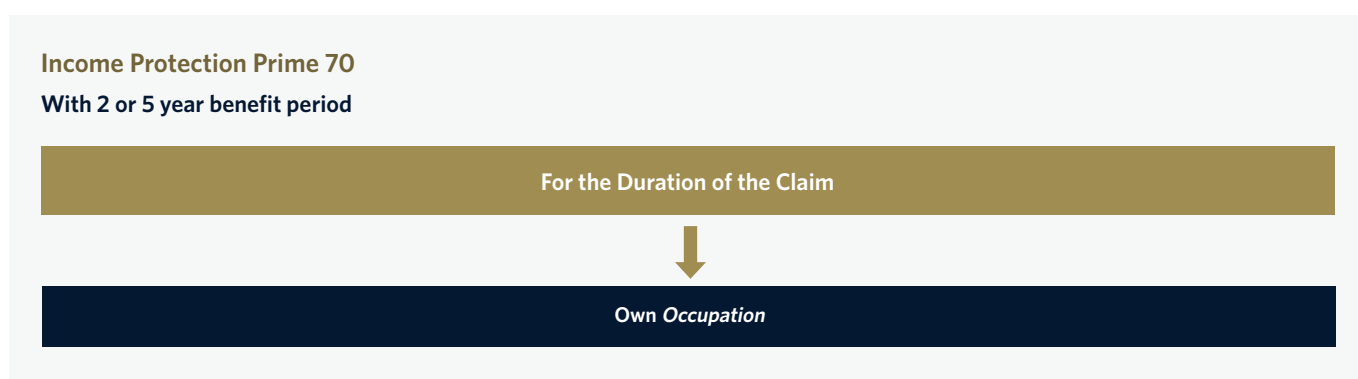 Income Protection Prime 70
With 2 or 5 year benefit period
For the Duration of the Claim
Own Occupation